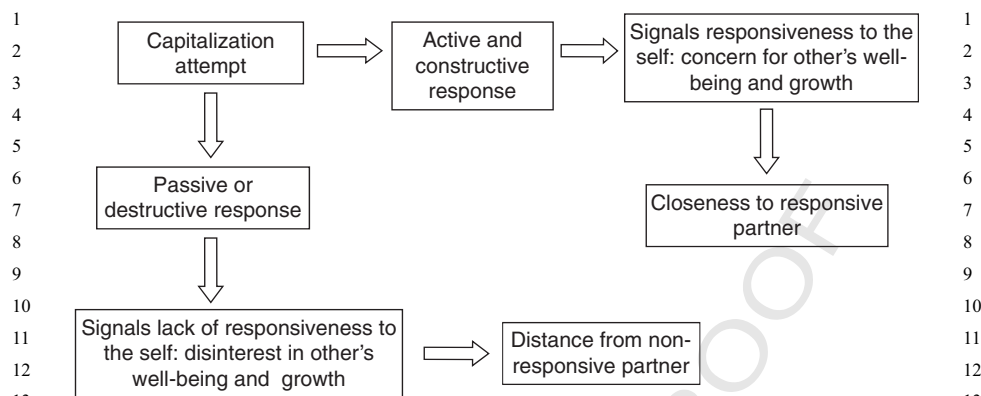 1
2
3
4
5
6
7
8
9
10
11
12
Capitalization
attempt
Active and
constructive
response
Signals responsiveness to the
self: concern for other's well-
being and growth
Passive or
destructive response
Closeness to responsive
partner
Signals lack of responsiveness to
the self: disinterest in other's
well-being and growth
Distance from non-
responsive partner
PROOF
1
2
3
4
5
6
7
8
9
10
11
12